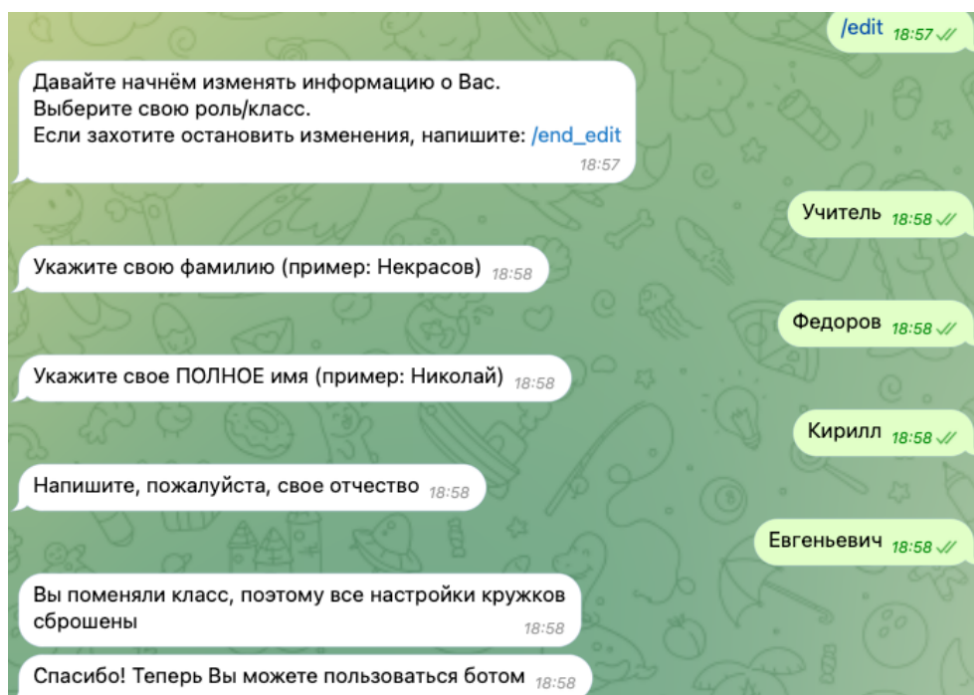 /edit 18:57
Давайте начнём изменять информацию о Вас.
Выберите свою роль/класс.
Если захотите остановить изменения, напишите: /end_edit
18:57
Учитель 18:58
Укажите свою фамилию (пример: Некрасов) 18:58
Федоров 18:58
Укажите свое ПОЛНОЕ имя (пример: Николай) 18:58
Кирилл 18:58
Напишите, пожалуйста, свое отчество 18:58
Евгеньевич 18:58
Вы поменяли класс, поэтому все настройки кружков
сброшены 18:58
Спасибо! Теперь Вы можете пользоваться ботом 18:58